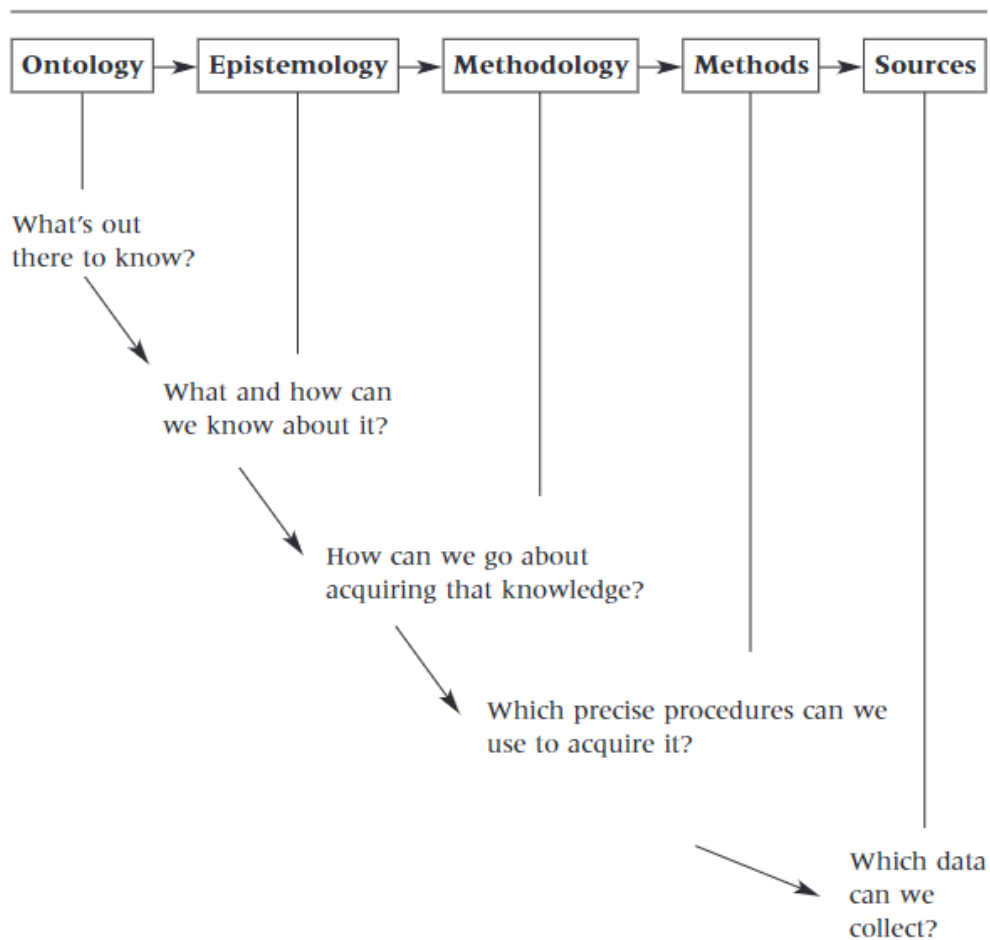 Ontology Epistemology Methodology Methods Sources
What's out
there to know?
What and how can
we know about it?
How can we go about
acquiring that knowledge?
Which precise procedures can we
use to acquire it?
Which data
can we
collect?